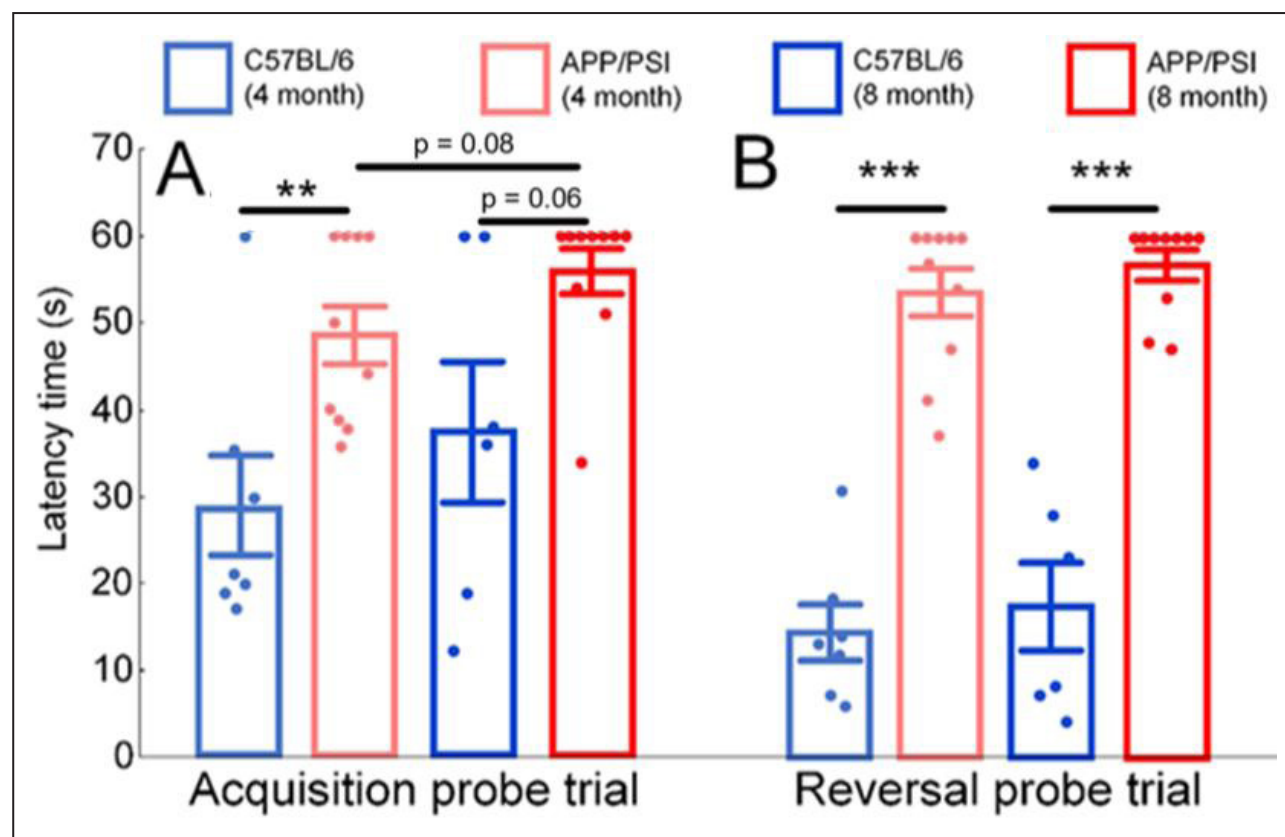 C57BL/6
(4 month)
APP/PSI
(4 month)
C57BL/6
(8 month)
APP/PSI
(8 month)
A
B
p = 0.08
**
p = 0.06
***
***
70
60
50
40
30
20
10
0
Latency time (s)
Acquisition probe trial
Reversal probe trial